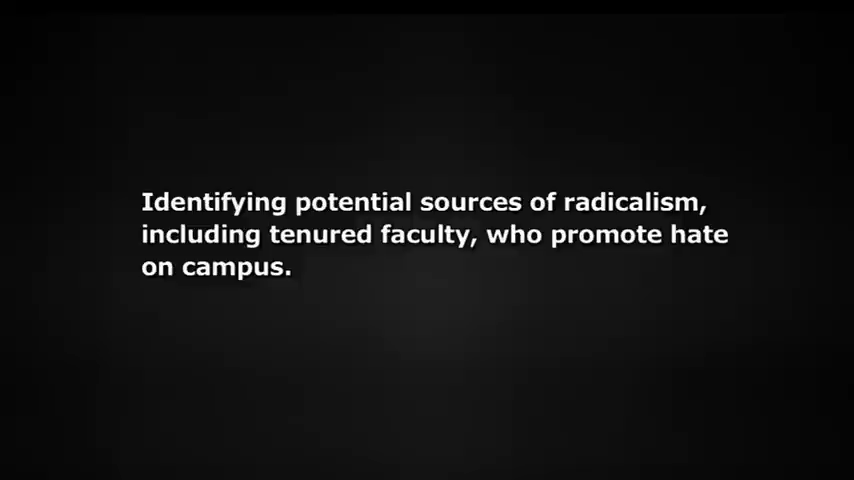 Identifying potential sources of radicalism,
including tenured faculty, who promote hate
on campus.